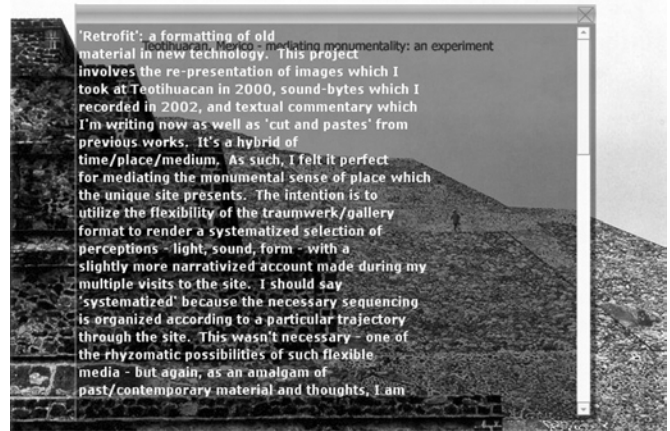 'Retrofit': a formatting of old
Teotihuacan, Mexico - mediating monumentality: an experiment
material in new technology. This project
involves the re-presentation of images which I
took at Teotihuacan in 2000, sound-bytes which I
recorded in 2002, and textual commentary which
I'm writing now as well as 'cut and pastes' from
previous works. It's a hybrid of
time/place/medium. As such, I felt it perfect
for mediating the monumental sense of place which
the unique site presents. The intention is to
utilize the flexibility of the traumwerk/gallery
format to render a systematized selection of
perceptions - light, sound, form - with a
slightly more narrativized account made during my
multiple visits to the site. I should say
'systematized' because the necessary sequencing
is organized according to a particular trajectory
through the site. This wasn't necessary - one of
the rhyzomatic possibilities of such flexible
media - but again, as an amalgam of
past/contemporary material and thoughts, I am